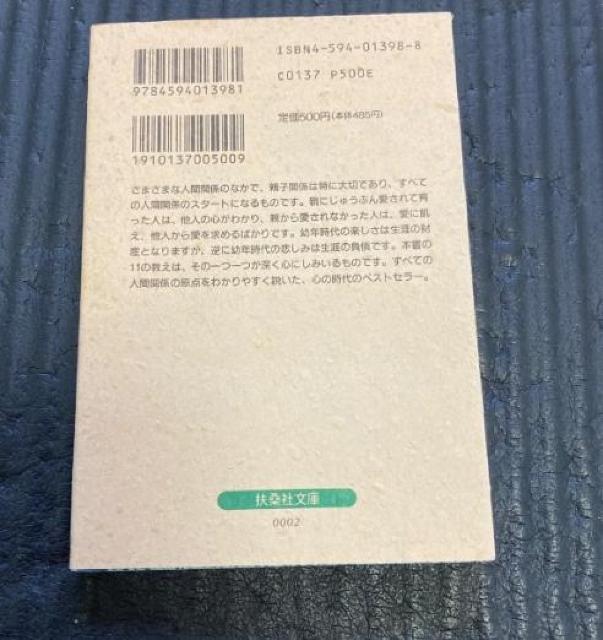 ISBN4-594-01398-8
C0137 P500E
9784594013981
定価500円(本体485円)
1910137005009
さまざまな人間関係のなかで、親子関係は特に大切であり、すべて
の人間関係のスタートになるものです。親にじゅうぶん愛されて育
った人は、他人の心がわかり、親から愛されなかった人は、愛に飢
え、他人から愛を求めるばかりです。幼年時代の楽しさは生涯の財
産となりますが、逆に幼年時代の悲しみは生涯の負債です。本書の
11の教えは、その一つ一つが深く心にしみいるものです。すべての
人間関係の原点をわかりやすく説いた、心の時代のベストセラー。
扶桑社文庫
0002